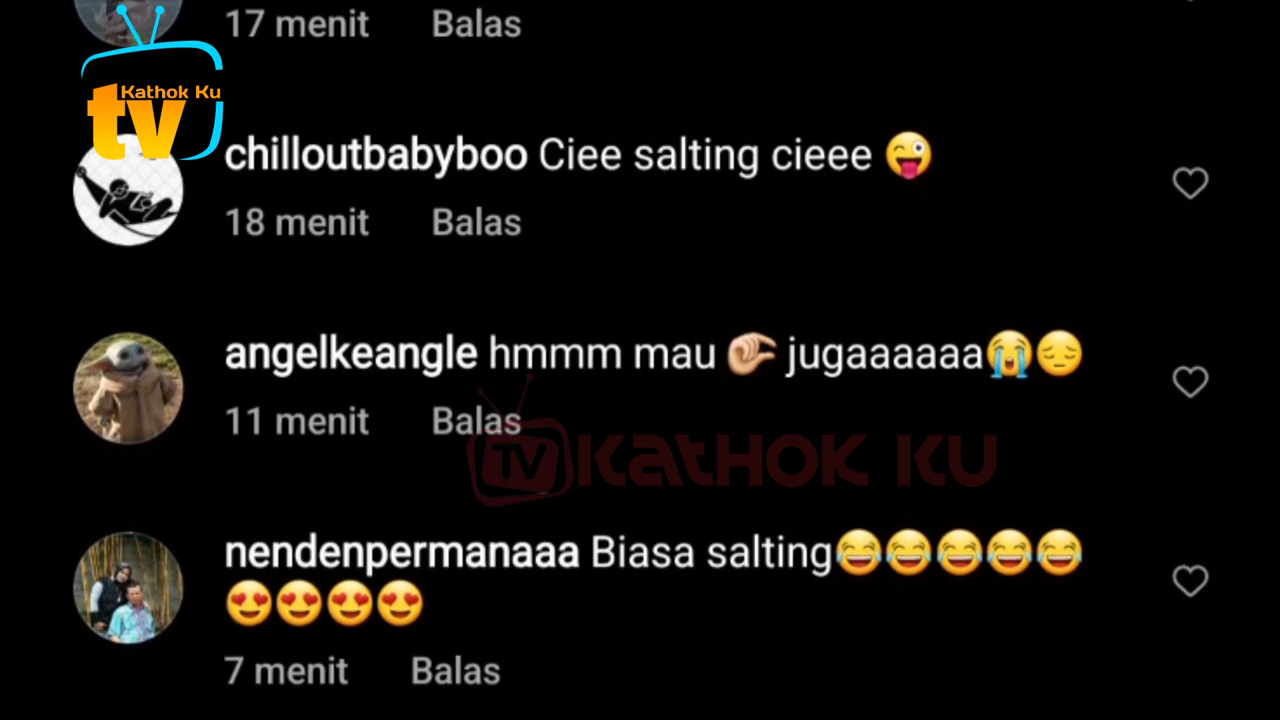 17 menit Balas
Kathok Ku
tv
chilloutbabyboo Ciee salting cieee 😜
18 menit Balas
angelkeangle hmmm mau 🤏🏼 jugaaaaaa😭😔
11 menit Balas
TV KATHOK KU
nendenpermanaaa Biasa salting😂😂😂😂😂
😍😍😍😍
7 menit Balas